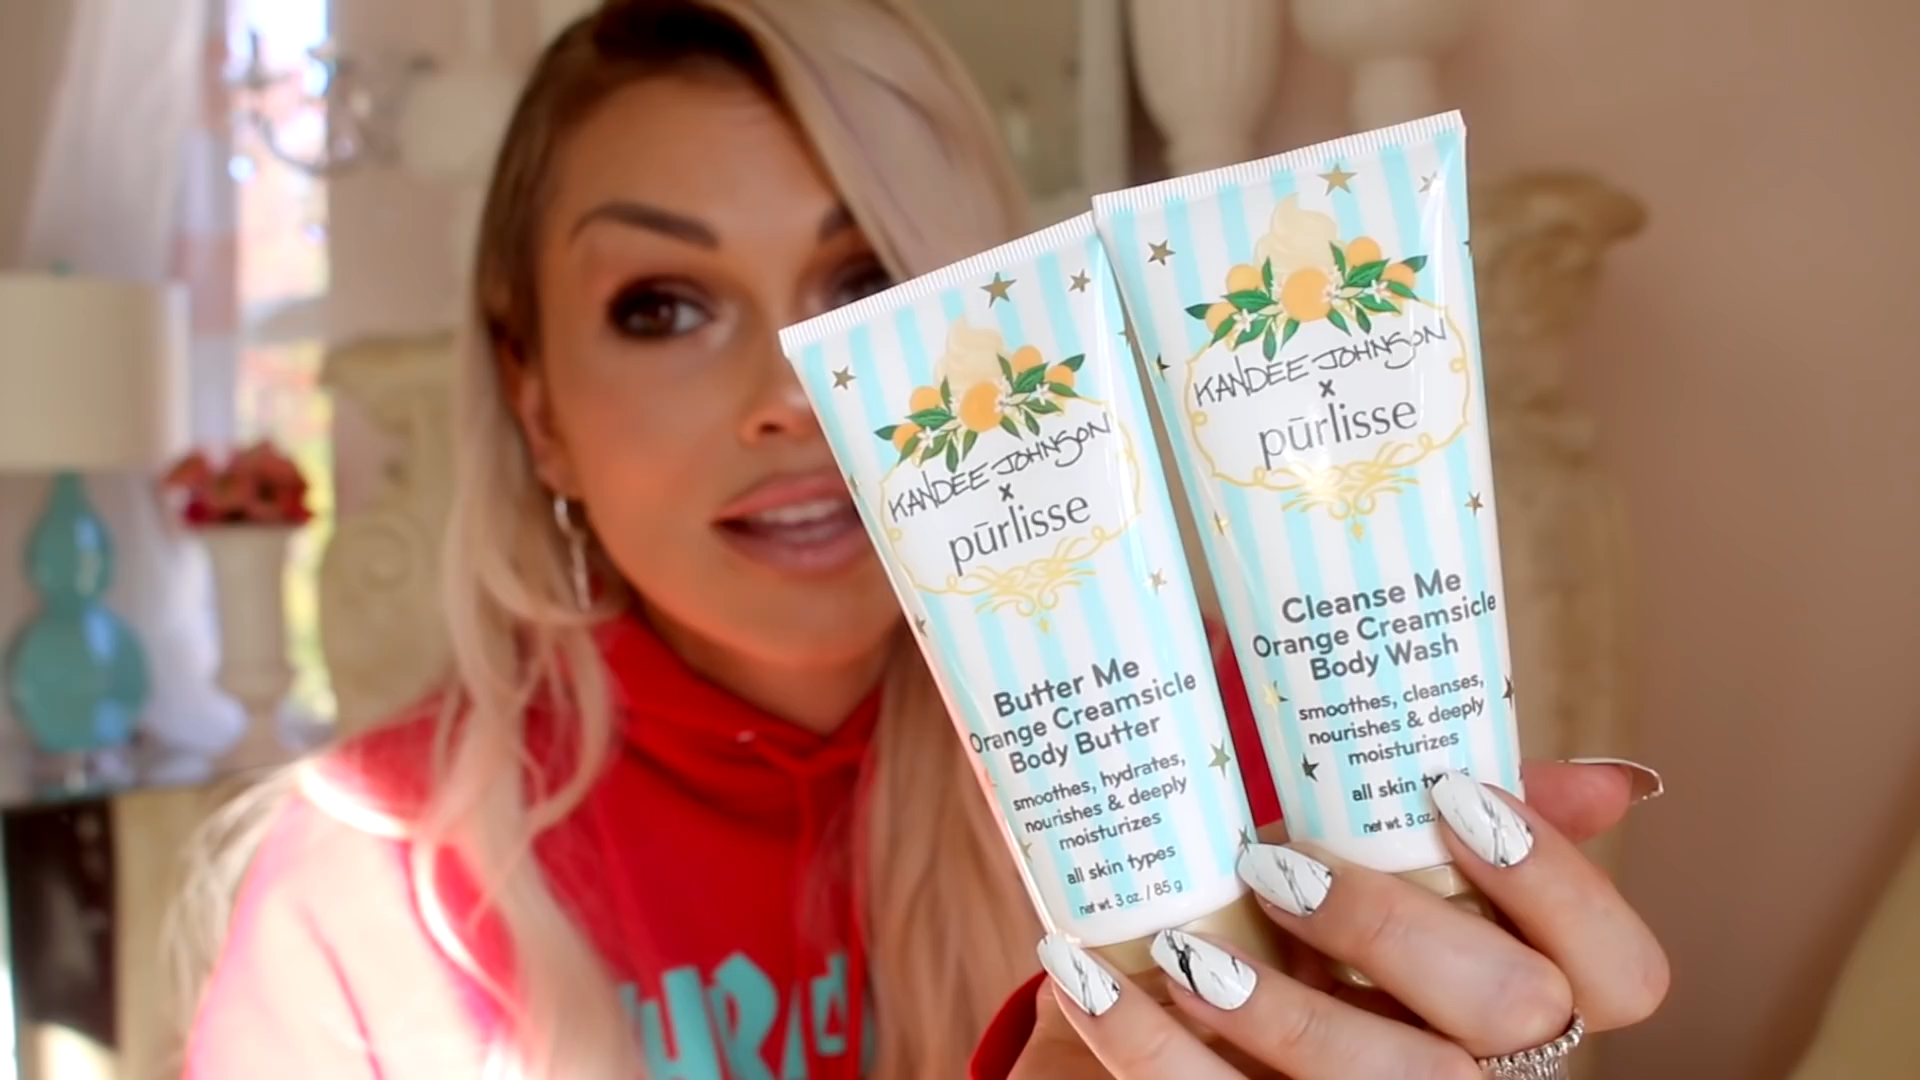 KANDEE JOHNSON
x
pūrlisse
Butter Me
Orange Creamsicle
Body Butter
smoothes, hydrates,
nourishes & deeply
moisturizes
all skin types
net wt. 3 oz. / 85 g
KANDEE JOHNSON
x
pūrlisse
Cleanse Me
Orange Creamsicle
Body Wash
smoothes, cleanses,
nourishes & deeply
moisturizes
all skin types
net wt. 3 oz. /